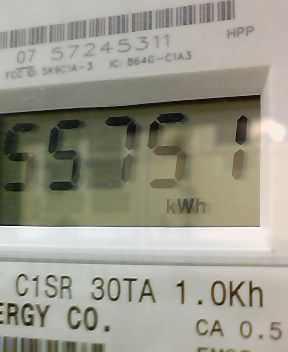 07 57245311
HPP
FCC ID: SK9C1A-3 IC: 864G-C1A3
55751
kWh
C1SR 30TA 1.0Kh
ERGY CO.
CA 0.5